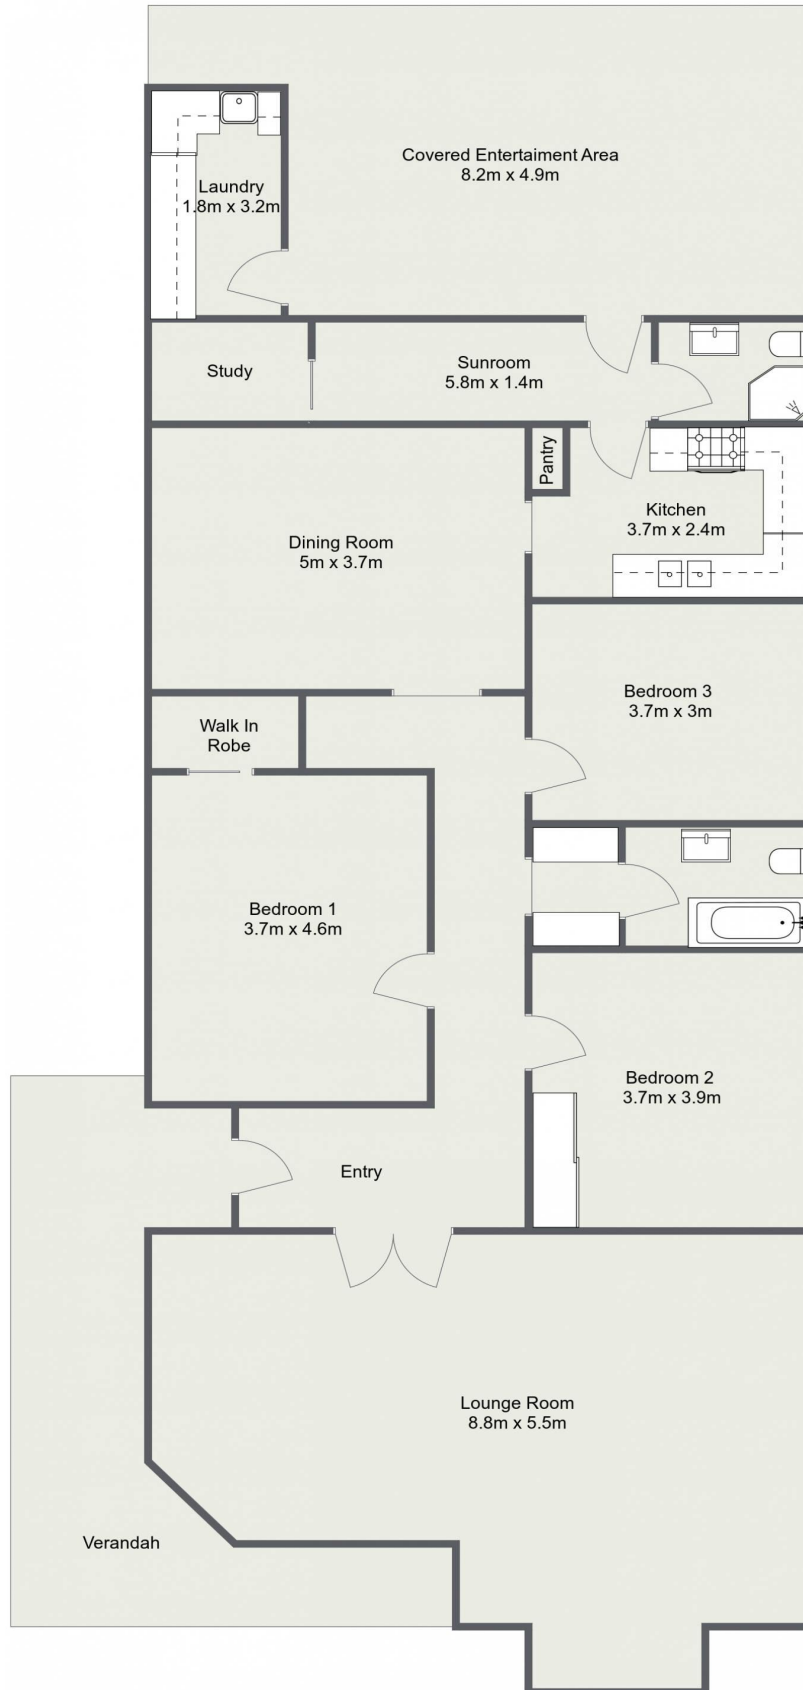 Covered Entertaiment Area
8.2m x 4.9m
Laundry
1.8m x 3.2m
Study
Sunroom
5.8m x 1.4m
Pantry
Kitchen
3.7m x 2.4m
Dining Room
5m x 3.7m
Bedroom 3
3.7m x 3m
Walk In
Robe
Bedroom 1
3.7m x 4.6m
Bedroom 2
3.7m x 3.9m
Entry
Lounge Room
8.8m x 5.5m
Verandah